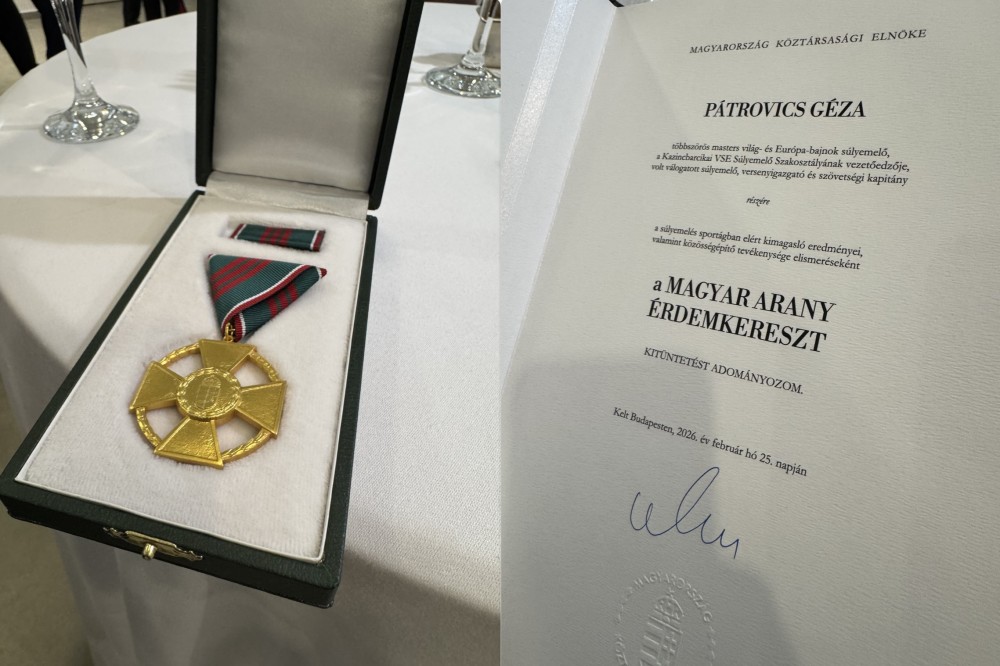 MAGYARORSZÁG KÖZTÁRSASÁGI ELNÖKE
PÁTROVICS GÉZA
többszörös masters világ- és Európa-bajnok súlyemelő,
a Kazincbarcikai VSE Súlyemelő Szakosztályának vezetőedzője,
volt válogatott súlyemelő, versenyigazgató és szövetségi kapitány
részére
a súlyemelés sportágban elért kimagasló eredményei,
valamint közösségépítő tevékenysége elismeréseként
a MAGYAR ARANY
ÉRDEMKERESZT
KITÜNTETÉST ADOMÁNYOZOM.
Kelt Budapesten, 2026. év február hó 25. napján
MAGYARORSZÁG